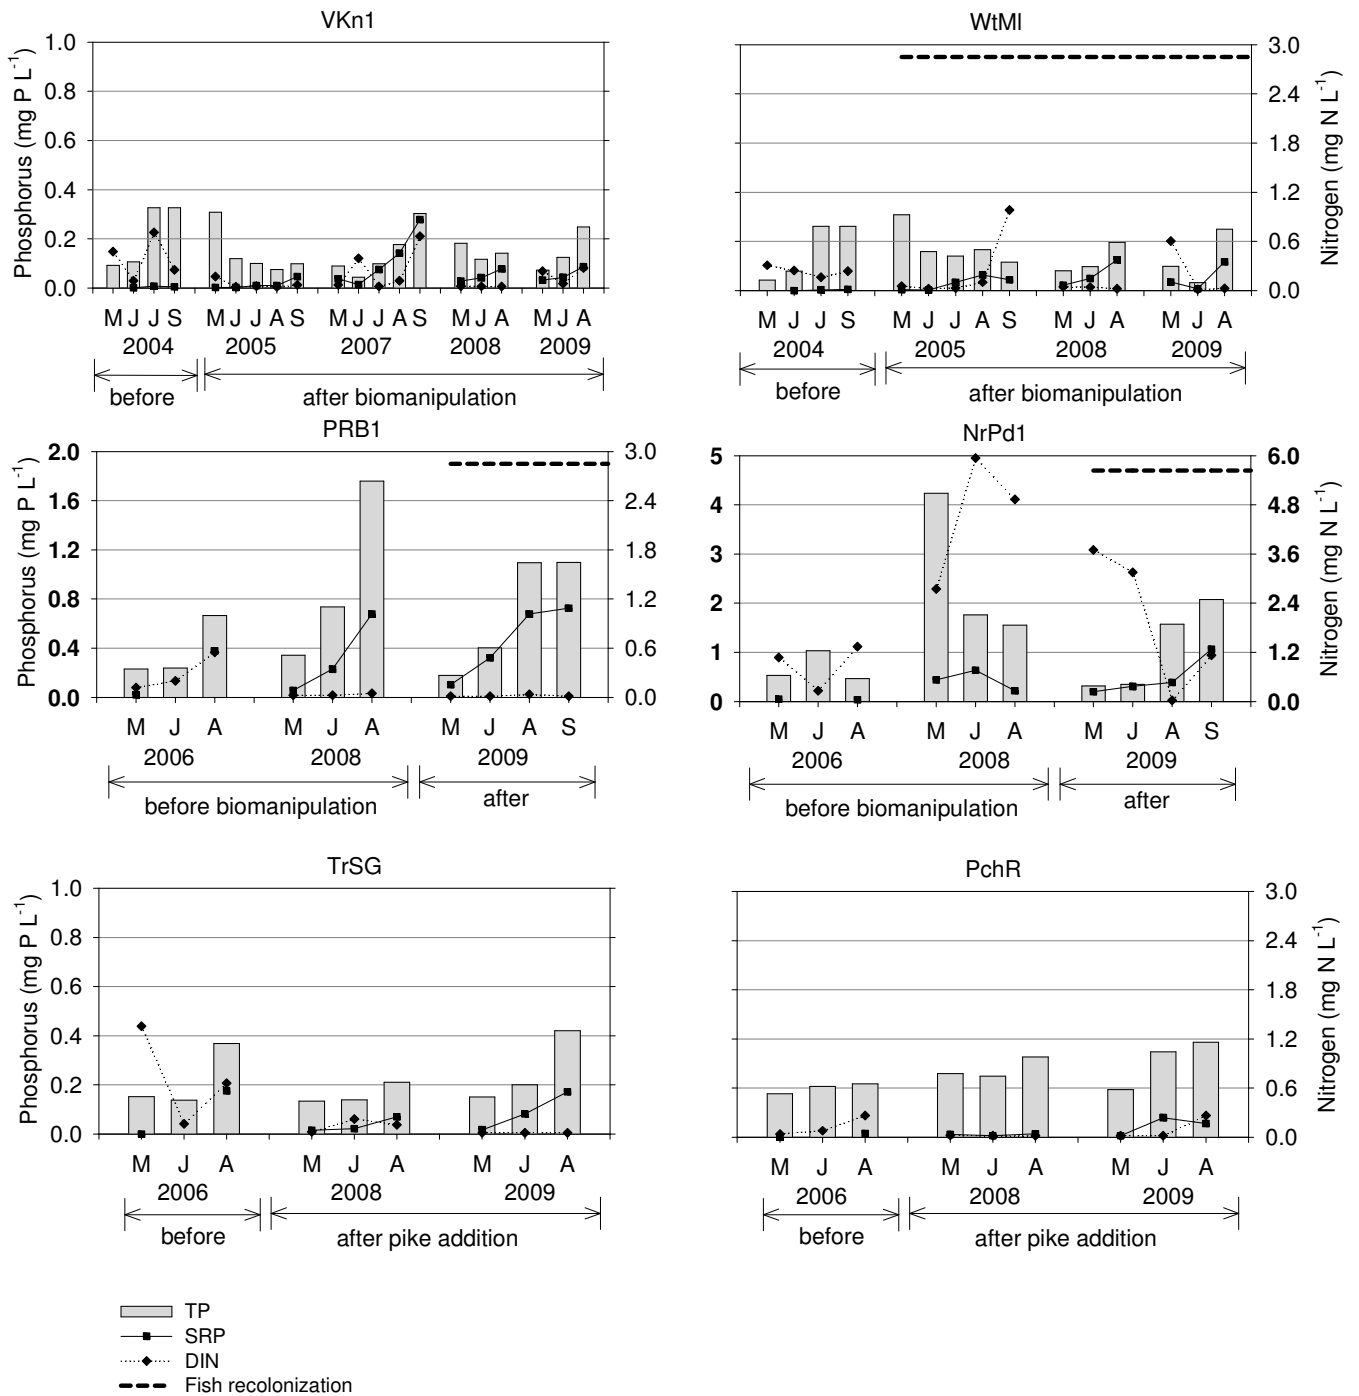 VKn1
Phosphorus (mg P L⁻¹)
1.0
0.8
0.6
0.4
0.2
0.0
M J J S M J J A S M J J A S M J A M J A
2004 2005 2007 2008 2009
before after biomanipulation
WtMl
3.0
2.4
1.8
1.2
0.6
0.0
Nitrogen (mg N L⁻¹)
M J J S M J J A S M J A M J A
2004 2005 2008 2009
before after biomanipulation
PRB1
Phosphorus (mg P L⁻¹)
2.0 3.0
1.6 2.4
1.2 1.8
0.8 1.2
0.4 0.6
0.0 0.0
M J A M J A M J A S
2006 2008 2009
before biomanipulation after
NrPd1
5 6.0
4 4.8
3 3.6
2 2.4
1 1.2
0 0.0
Nitrogen (mg N L⁻¹)
M J A M J A M J A S
2006 2008 2009
before biomanipulation after
TrSG
Phosphorus (mg P L⁻¹)
1.0
0.8
0.6
0.4
0.2
0.0
M J A M J A M J A
2006 2008 2009
before after pike addition
PchR
3.0
2.4
1.8
1.2
0.6
0.0
Nitrogen (mg N L⁻¹)
M J A M J A M J A
2006 2008 2009
before after pike addition
TP
SRP
DIN
Fish recolonization